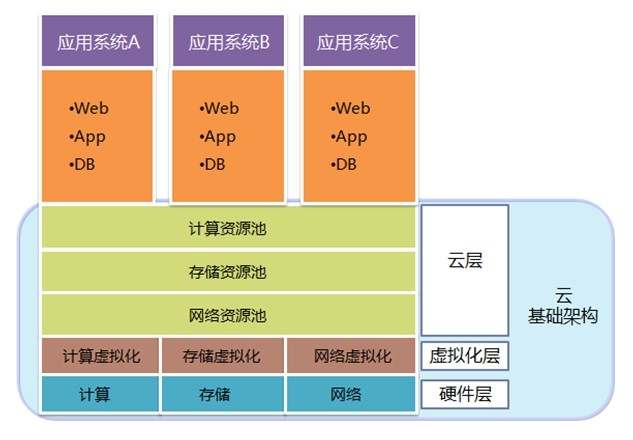 应用系统A
应用系统B
应用系统C
•Web
•App
•DB
•Web
•App
•DB
•Web
•App
•DB
计算资源池
存储资源池
网络资源池
云层
云
基础架构
计算虚拟化
存储虚拟化
网络虚拟化
虚拟化层
计算
存储
网络
硬件层